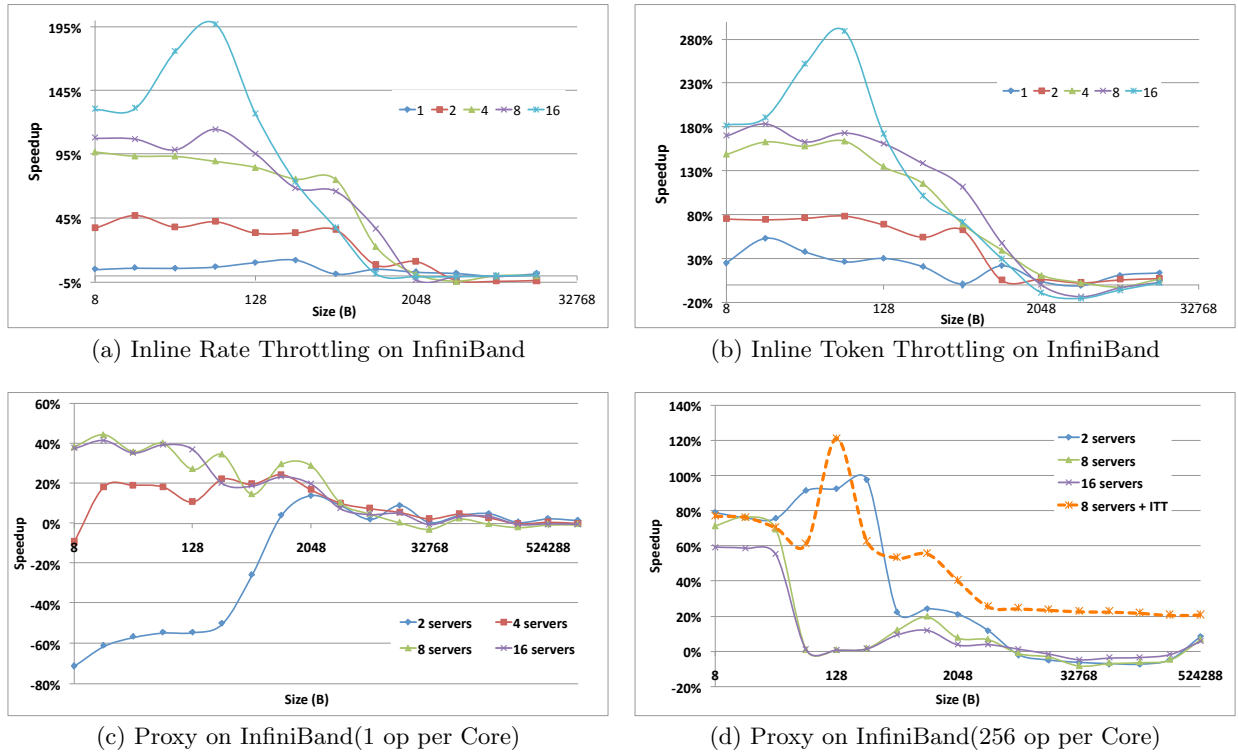 195%
145%
95%
45%
-5%
Speedup
1 2 4 8 16
8 128 2048 32768
Size (B)
(a) Inline Rate Throttling on InfiniBand
280%
230%
180%
130%
80%
30%
-20%
Speedup
1 2 4 8 16
8 128 2048 32768
Size (B)
(b) Inline Token Throttling on InfiniBand
60%
40%
20%
0%
-20%
-40%
-60%
-80%
Speedup
8 128 2048 32768 524288
2 servers 4 servers
8 servers 16 servers
Size (B)
(c) Proxy on InfiniBand(1 op per Core)
140%
120%
100%
80%
60%
40%
20%
0%
-20%
Speedup
2 servers
8 servers
16 servers
8 servers + ITT
8 128 2048 32768 524288
Size (B)
(d) Proxy on InfiniBand(256 op per Core)